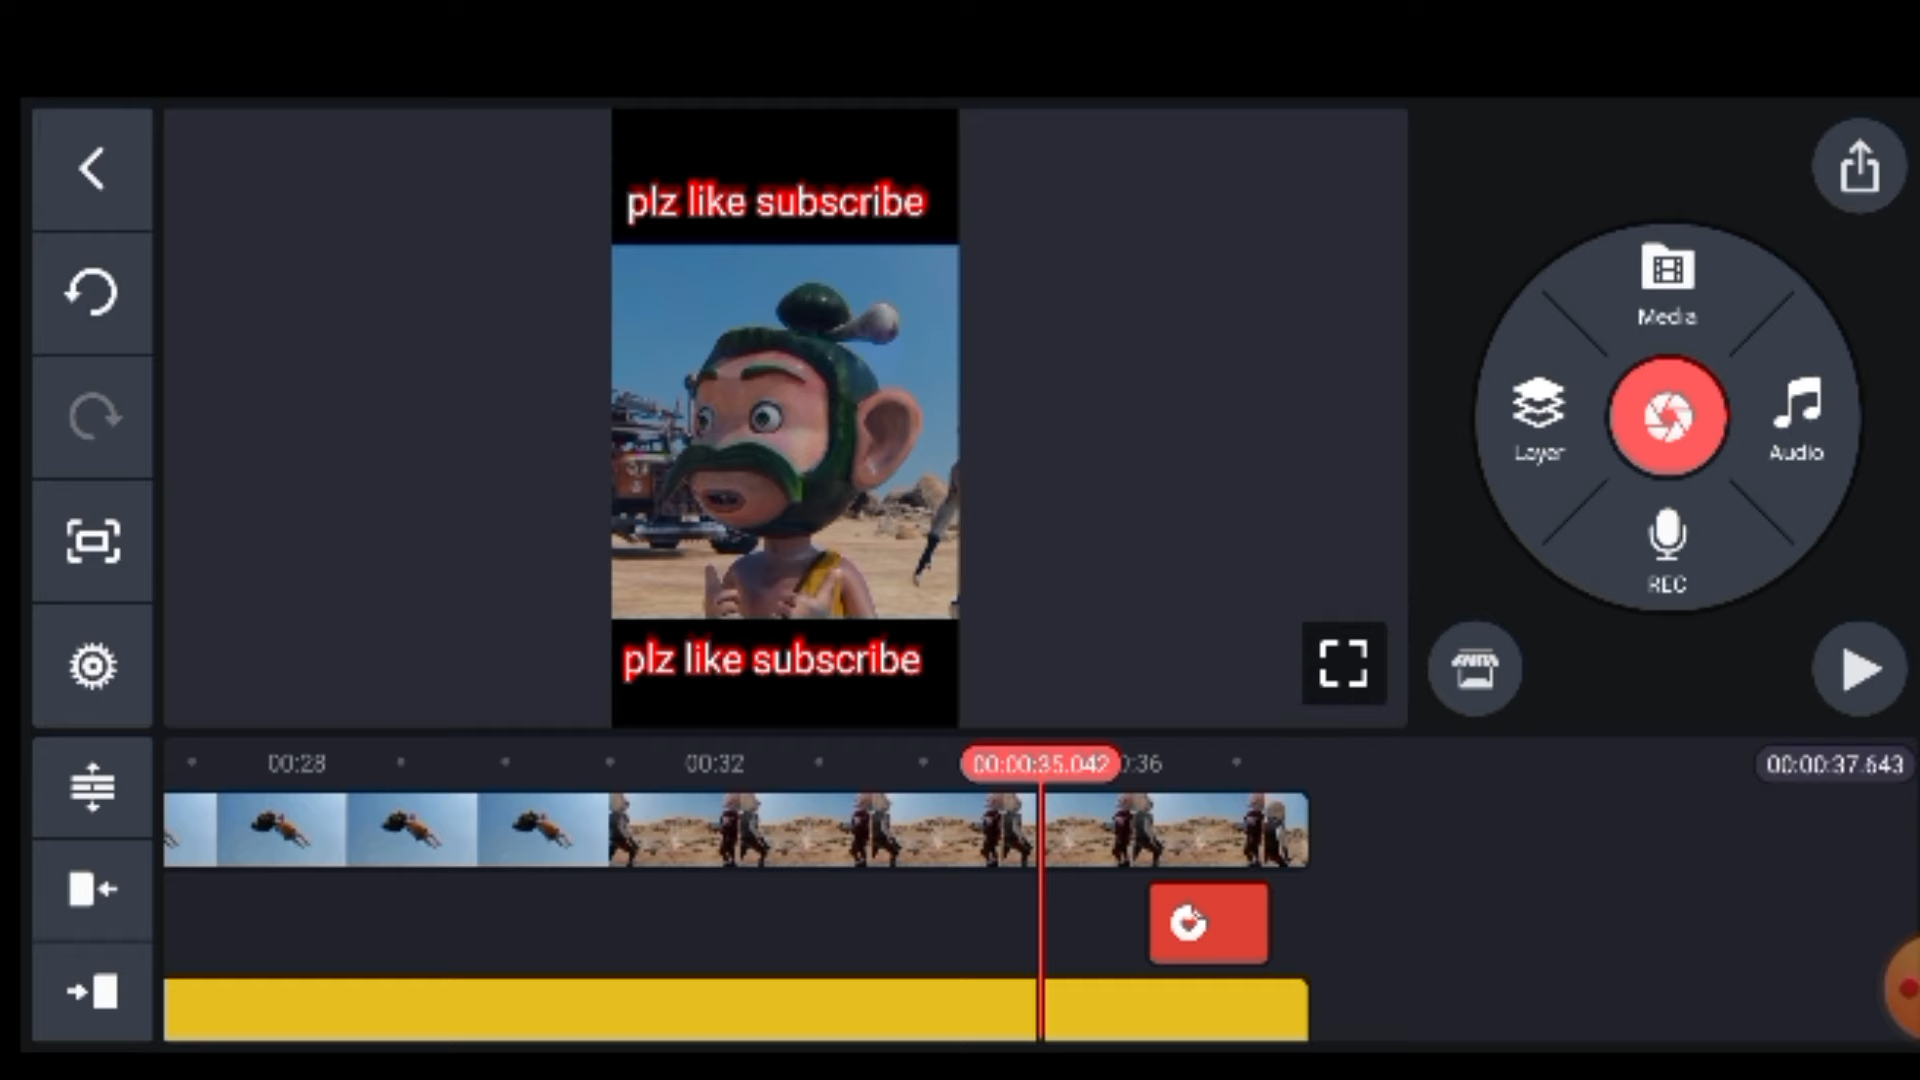 plz like subscribe
Media
Layer
Audio
REC
plz like subscribe
00:28
00:32
00:00:35.042
0:36
00:00:37.643